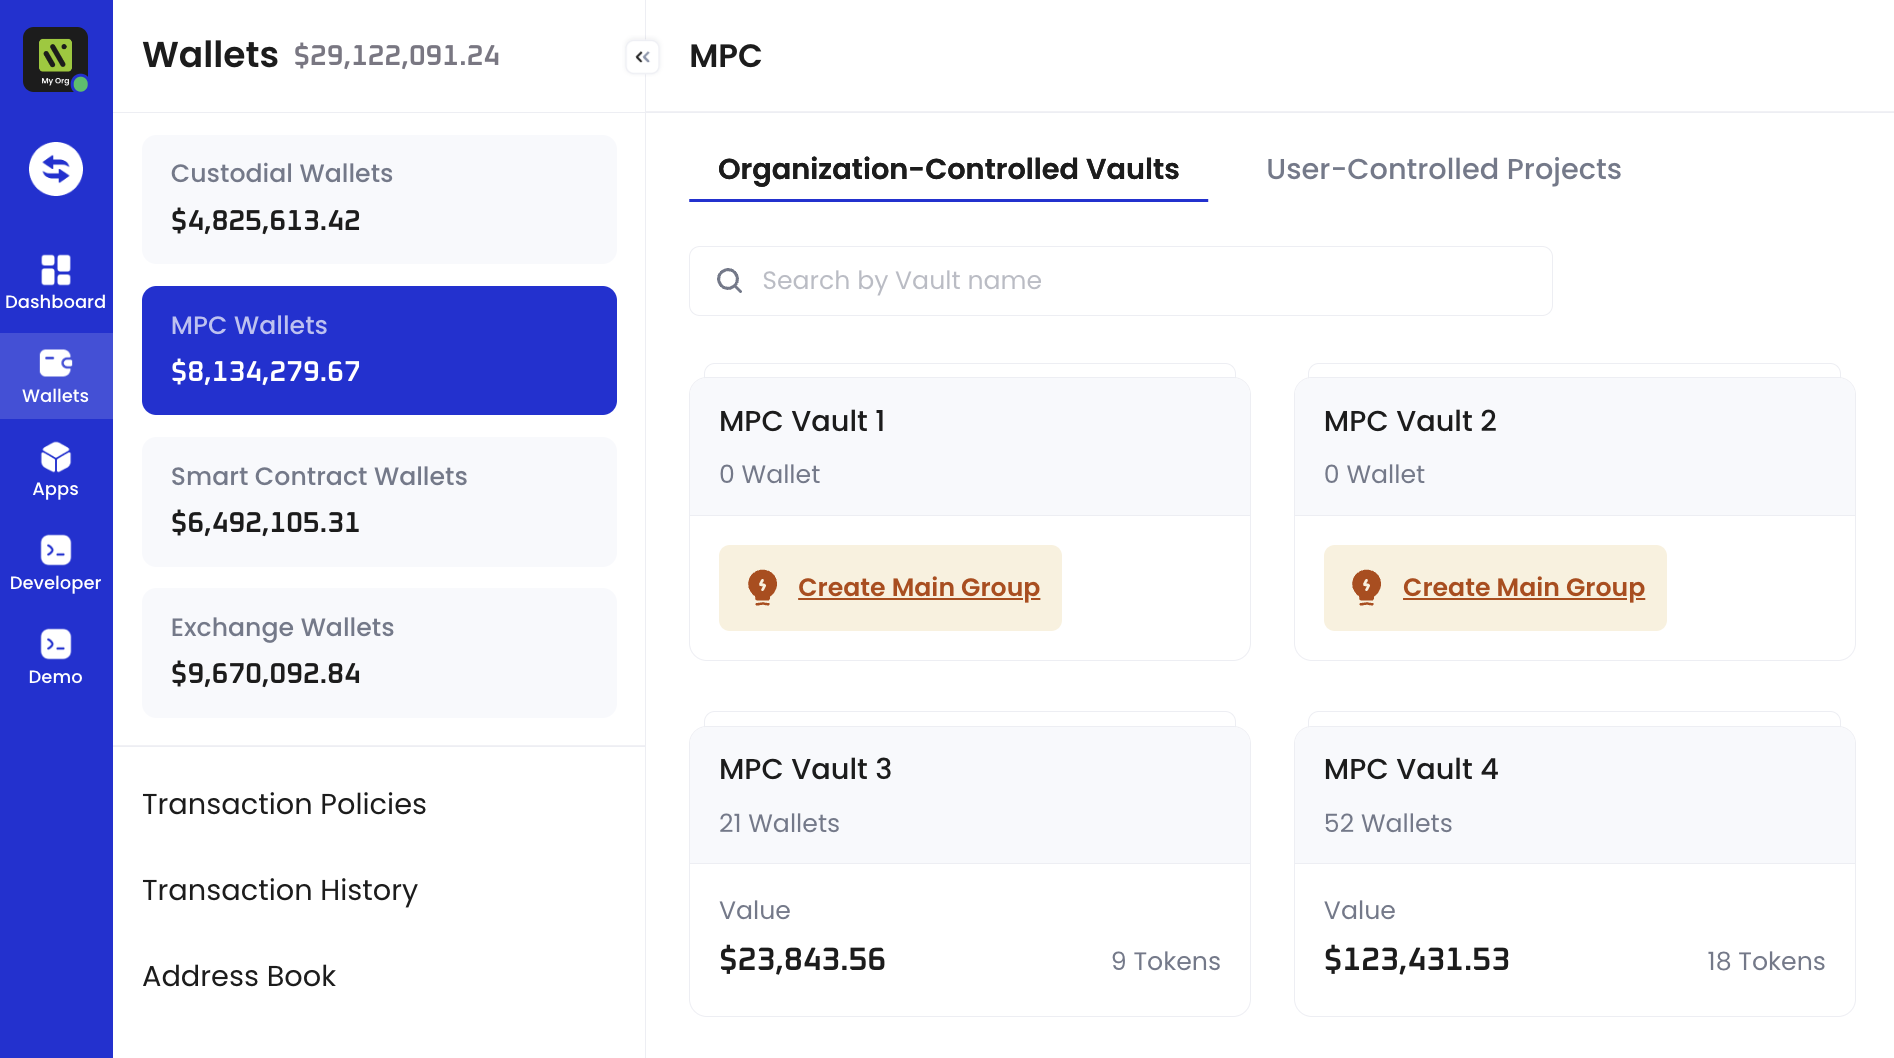 My Org
Dashboard
Wallets
Apps
Developer
Demo
Wallets $29,122,091.24
Custodial Wallets
$4,825,613.42
MPC Wallets
$8,134,279.67
Smart Contract Wallets
$6,492,105.31
Exchange Wallets
$9,670,092.84
Transaction Policies
Transaction History
Address Book
MPC
Organization-Controlled Vaults User-Controlled Projects
Search by Vault name
MPC Vault 1
0 Wallet
Create Main Group
MPC Vault 2
0 Wallet
Create Main Group
MPC Vault 3
21 Wallets
Value
$23,843.56 9 Tokens
MPC Vault 4
52 Wallets
Value
$123,431.53 18 Tokens